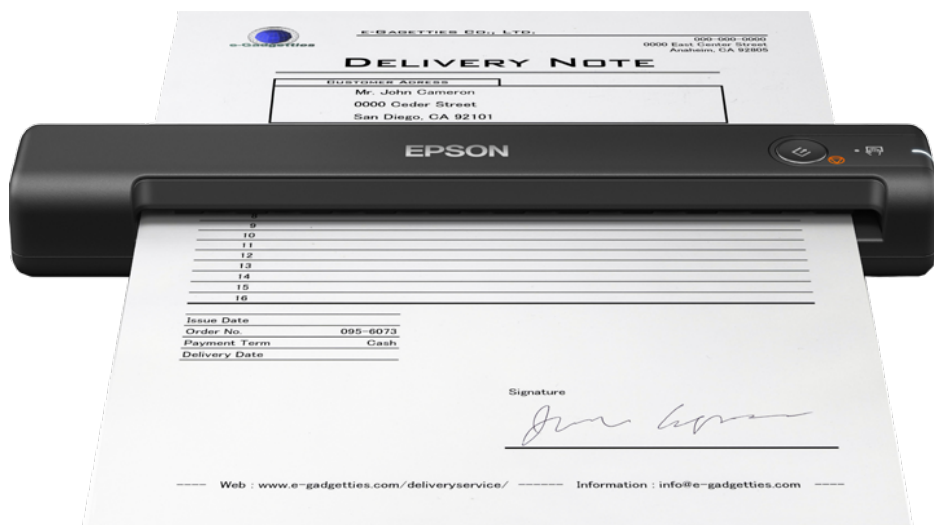 e-Gadgetties
E-GAGETTIES CO., LTD.
000-000-0000
0000 East Center Street
Anaheim, CA 92805
DELIVERY NOTE
CUSTOMER ADRESS
Mr. John Cameron
0000 Ceder Street
San Diego, CA 92101
EPSON
8
9
10
11
12
13
14
15
16
Issue Date
Order No. 095-6073
Payment Term Cash
Delivery Date
Signature
---- Web : www.e-gadgetties.com/deliveryservice/ ------ Information : info@e-gadgetties.com ----